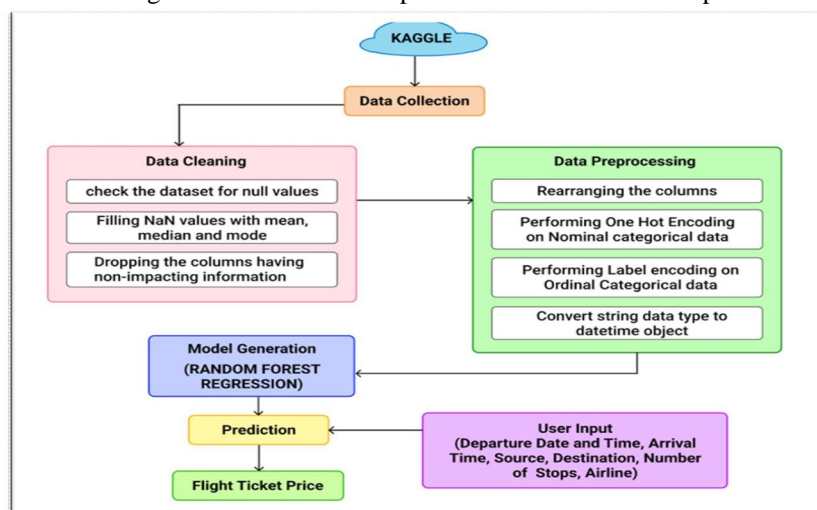 KAGGLE
Data Collection
Data Cleaning
check the dataset for null values
Filling NaN values with mean,
median and mode
Dropping the columns having
non-impacting information
Data Preprocessing
Rearranging the columns
Performing One Hot Encoding
on Nominal categorical data
Performing Label encoding on
Ordinal Categorical data
Convert string data type to
datetime object
Model Generation
(RANDOM FOREST
REGRESSION)
Prediction
User Input
(Departure Date and Time, Arrival
Time, Source, Destination, Number
of Stops, Airline)
Flight Ticket Price